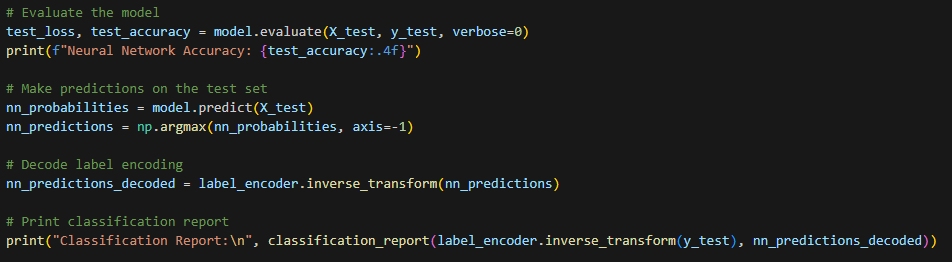 # Evaluate the model
test_loss, test_accuracy = model.evaluate(X_test, y_test, verbose=0)
print(f"Neural Network Accuracy: {test_accuracy:.4f}")
# Make predictions on the test set
nn_probabilities = model.predict(X_test)
nn_predictions = np.argmax(nn_probabilities, axis=-1)
# Decode label encoding
nn_predictions_decoded = label_encoder.inverse_transform(nn_predictions)
# Print classification report
print("Classification Report:\n", classification_report(label_encoder.inverse_transform(y_test), nn_predictions_decoded))